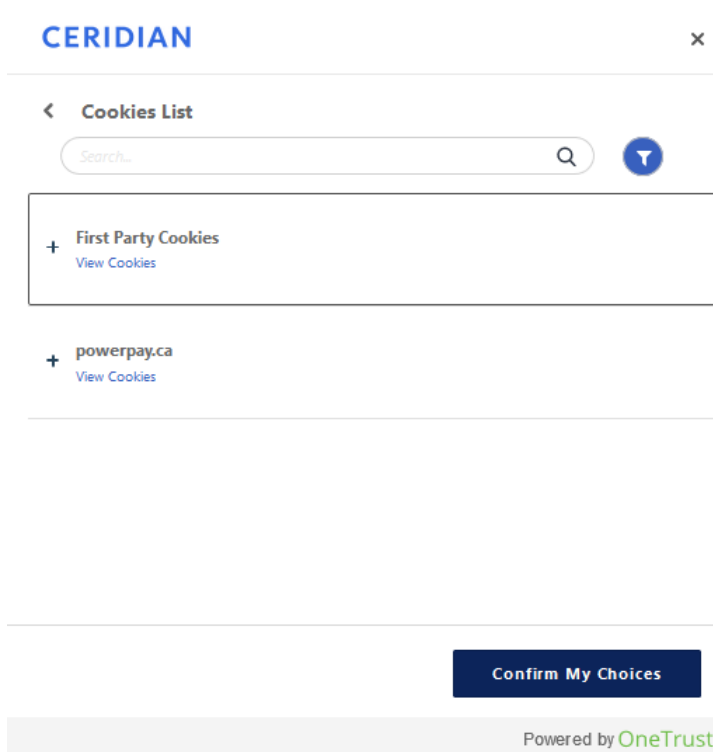 CERIDIAN
Cookies List
Search...
First Party Cookies
View Cookies
powerpay.ca
View Cookies
Confirm My Choices
Powered by OneTrust